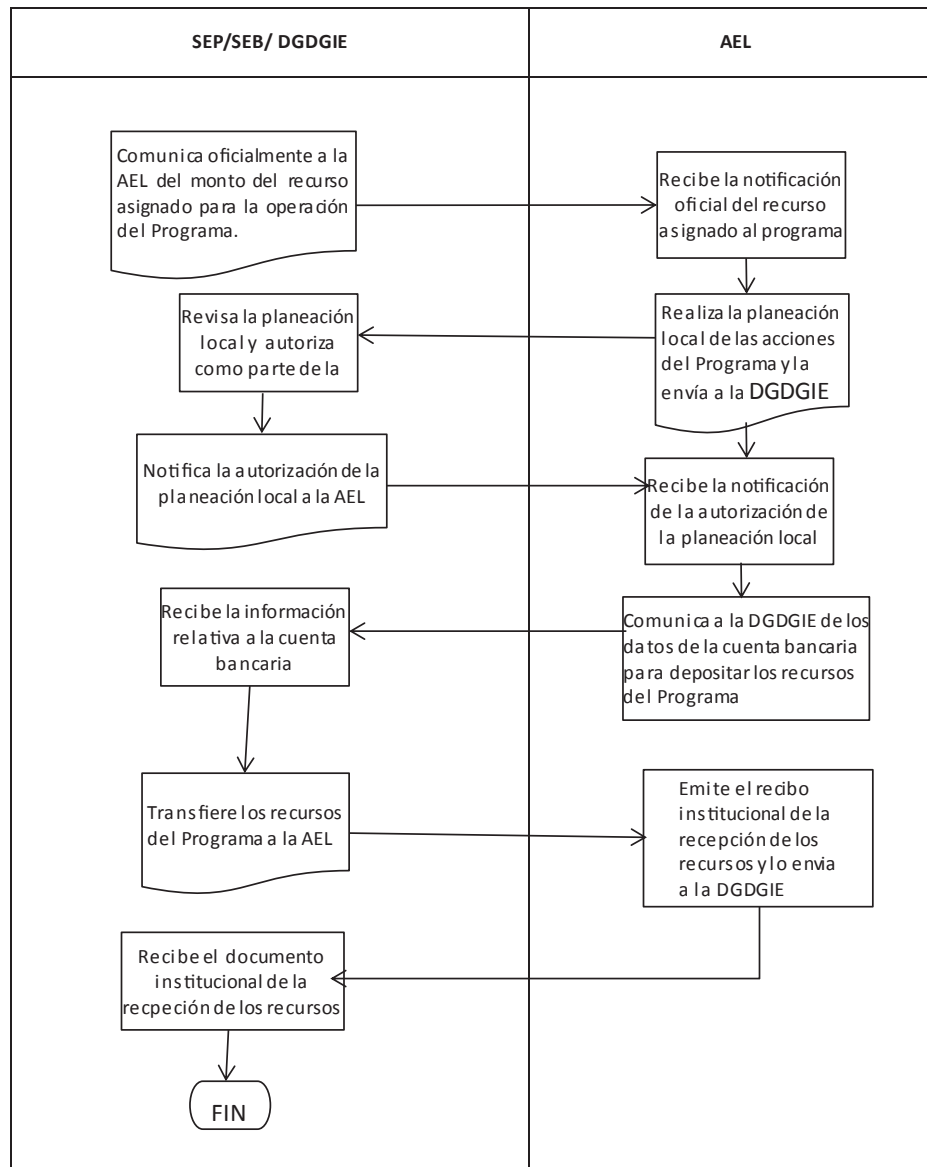 SEP/SEB/ DGDGIE
AEL
Comunica oficialmente a la
AEL del monto del recurso
asignado para la operación
del Programa.
Recibe la notificación
oficial del recurso
asignado al programa
Realiza la planeación
local de las acciones
del Programa y la
envía a la DGDGIE
Revisa la planeación
local y autoriza
como parte de la
Notifica la autorización de la
planeación local a la AEL
Recibe la notificación
de la autorización de
la planeación local
Comunica a la DGDGIE de los
datos de la cuenta bancaria
para depositar los recursos
del Programa
Recibe la información
relativa a la cuenta
bancaria
Transfiere los recursos
del Programa a la AEL
Emite el recibo
institucional de la
recepción de los
recursos y lo envia
a la DGDGIE
Recibe el documento
institucional de la
recpeción de los recursos
FIN